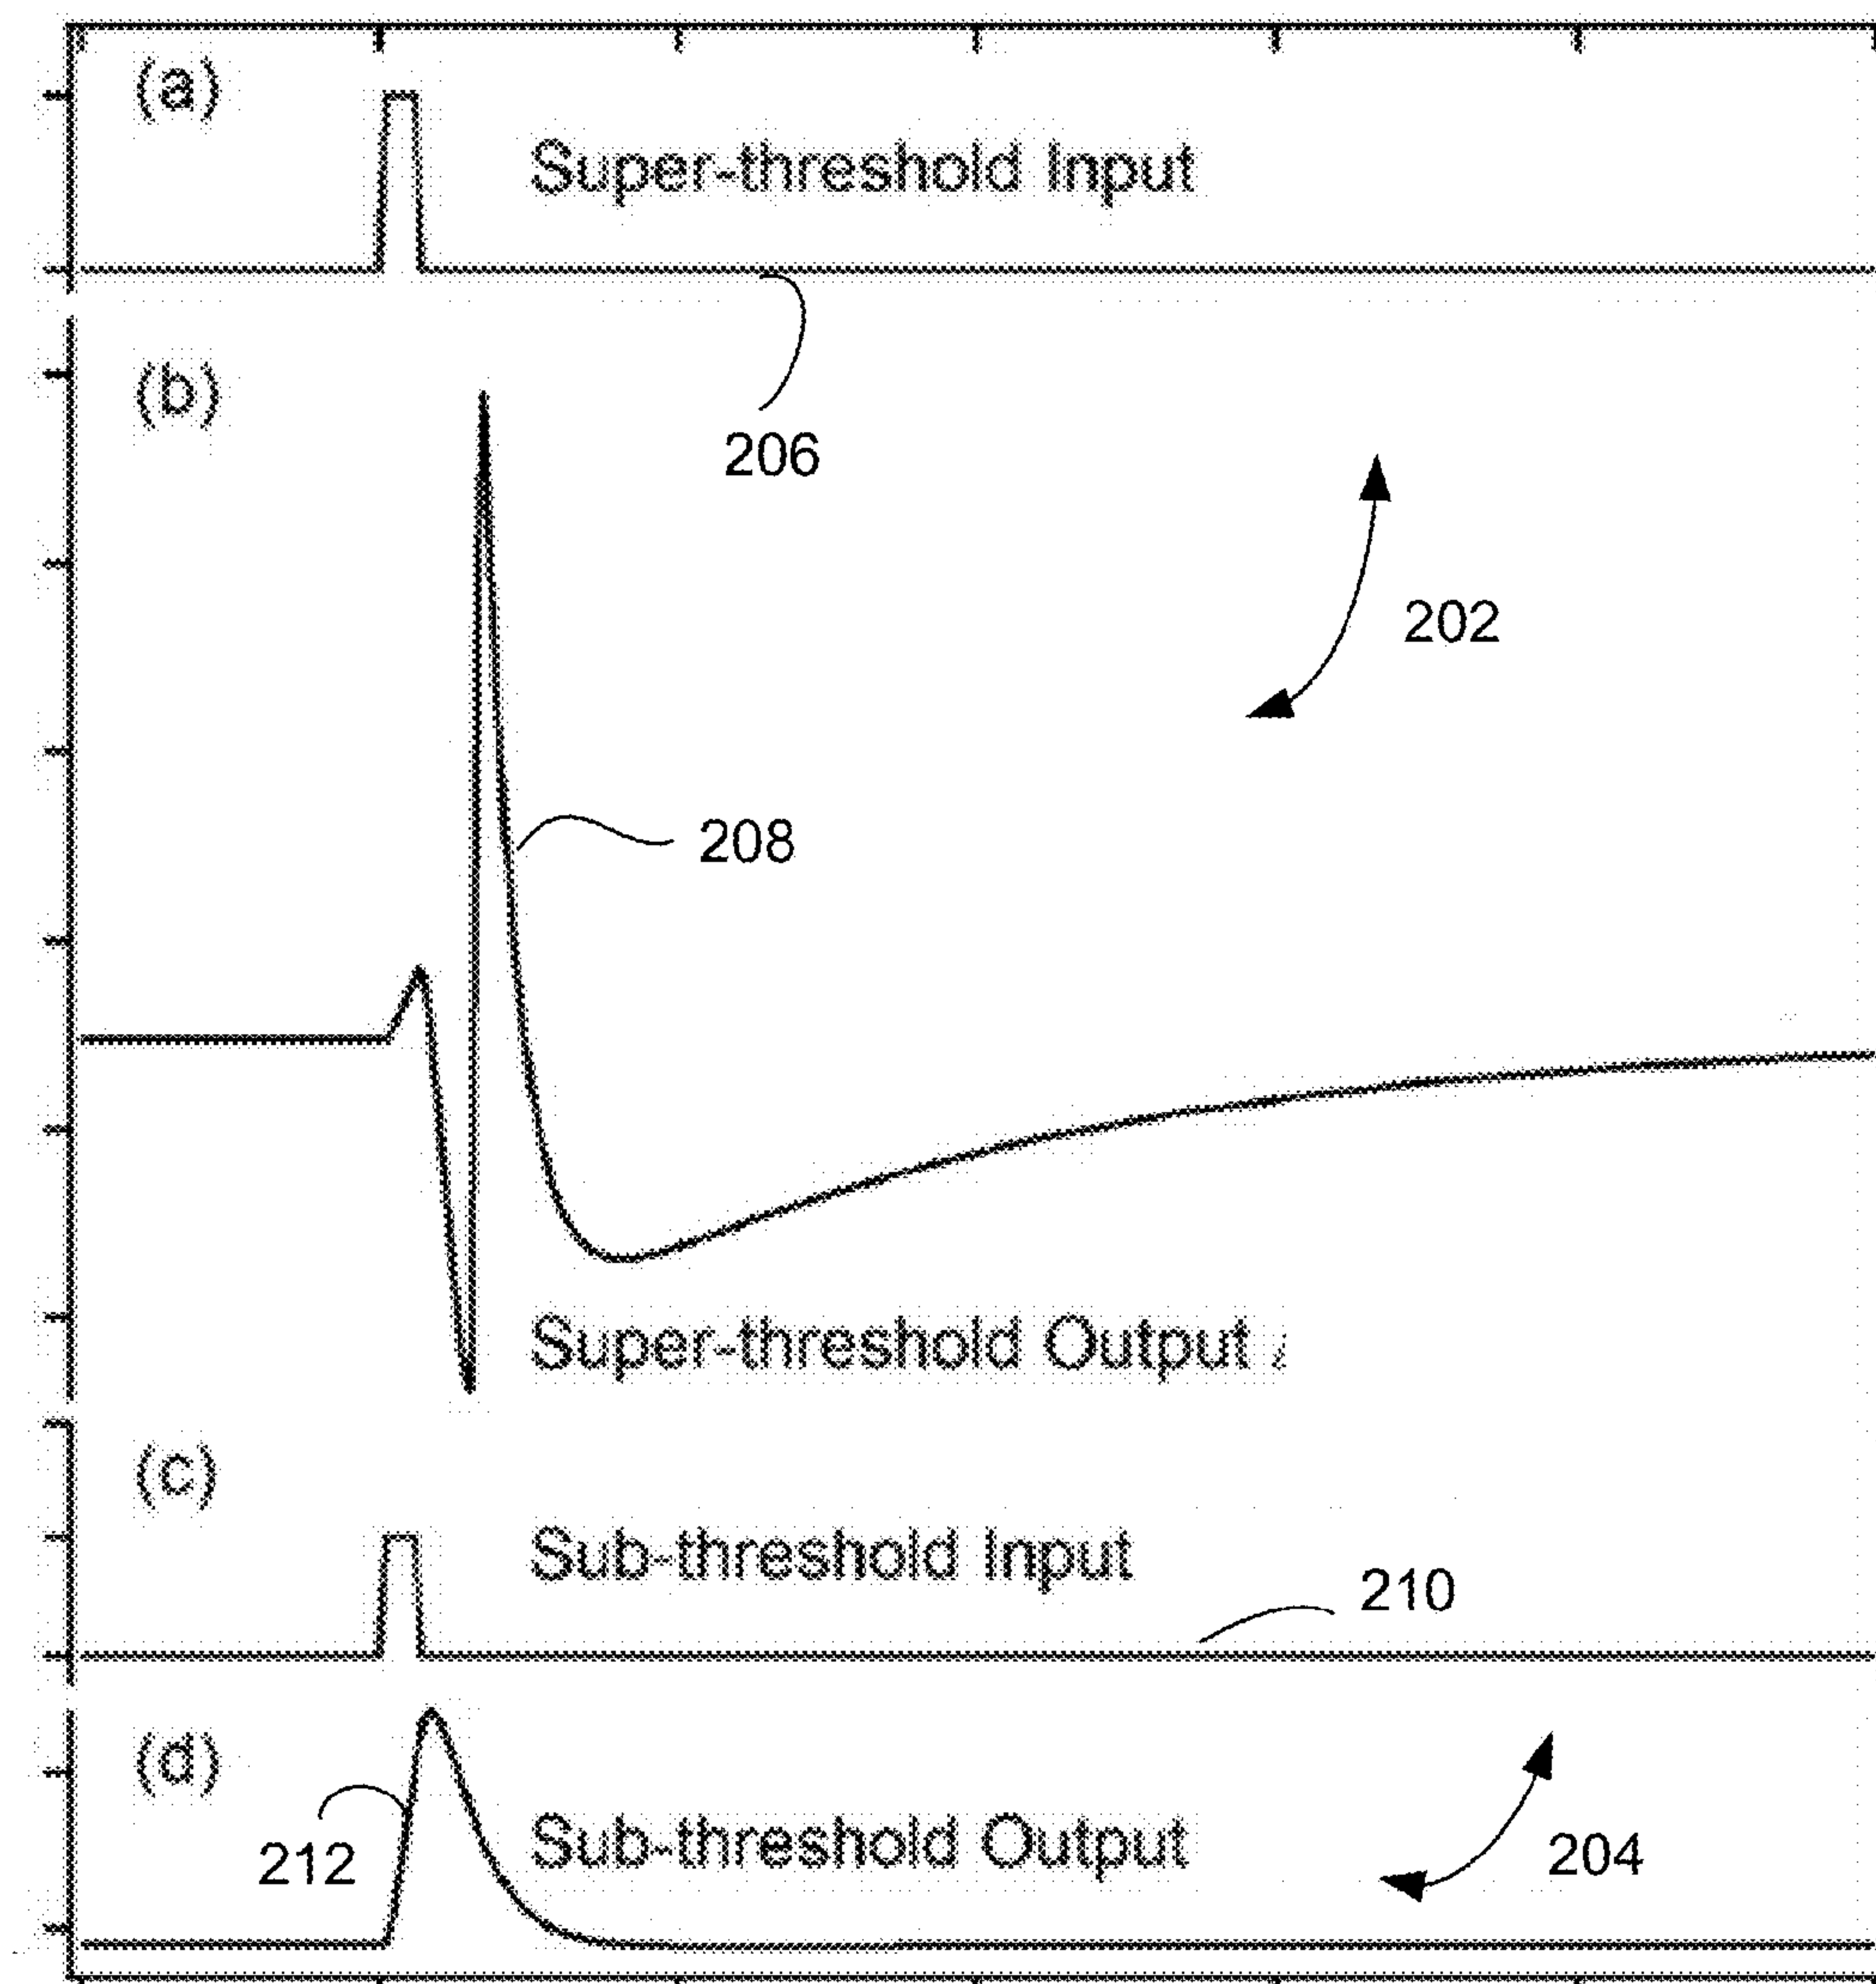 (a)
Super-threshold Input
(b)
206
202
208
Super-threshold Output
(c)
Sub-threshold Input
210
(d)
212
Sub-threshold Output
204